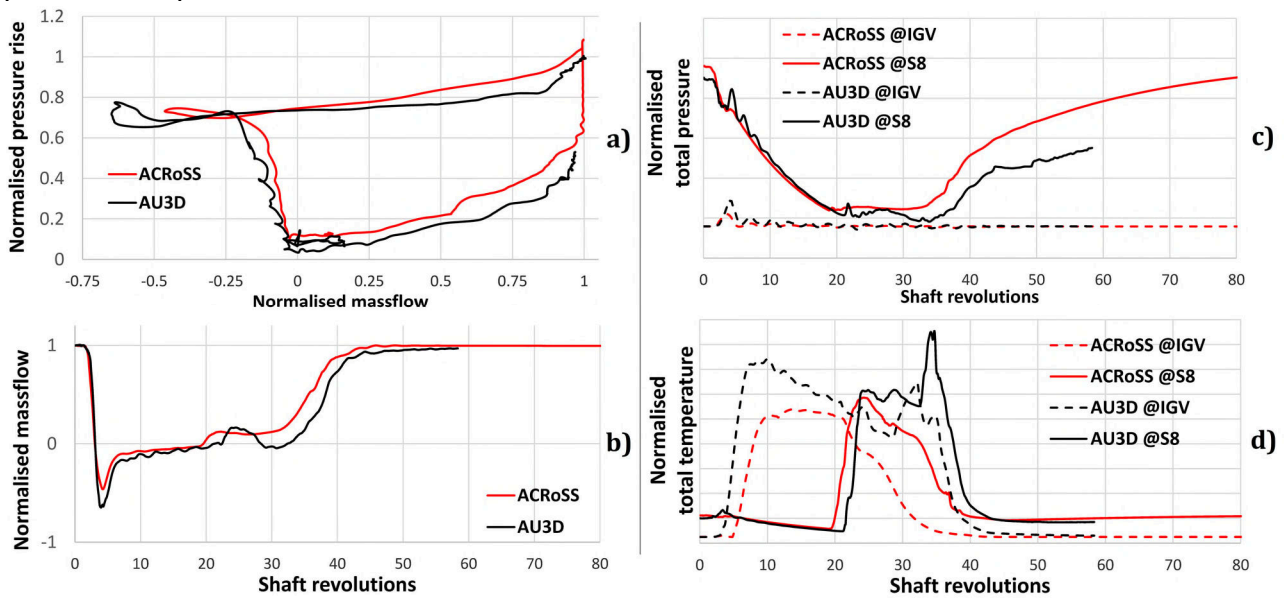 1.2
1
0.8
0.6
0.4
0.2
0
Normalised pressure rise
ACRoSS
AU3D
a)
-0.75
-0.5
-0.25
0
0.25
0.5
0.75
1
Normalised massflow
1
0
-1
Normalised massflow
ACRoSS
AU3D
b)
0
10
20
30
40
50
60
70
80
Shaft revolutions
Normalised
total pressure
ACRoSS @IGV
ACRoSS @S8
AU3D @IGV
AU3D @S8
c)
0
10
20
30
40
50
60
70
80
Shaft revolutions
Normalised
total temperature
ACRoSS @IGV
ACRoSS @S8
AU3D @IGV
AU3D @S8
d)
0
10
20
30
40
50
60
70
80
Shaft revolutions